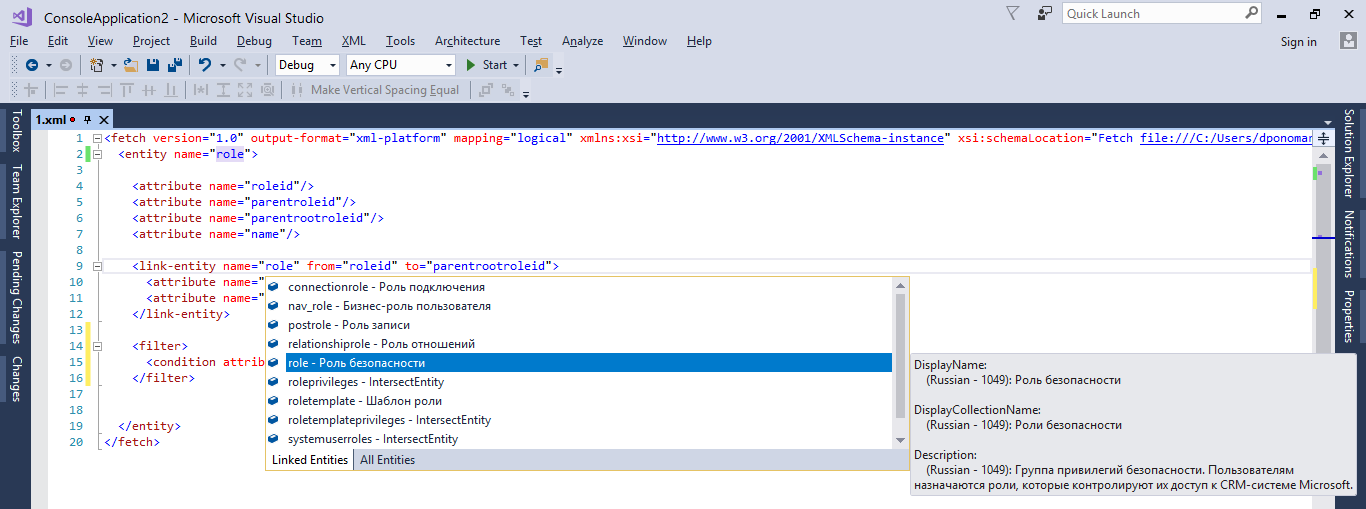 ConsoleApplication2 - Microsoft Visual Studio
Quick Launch
File Edit View Project Build Debug Team XML Tools Architecture Test Analyze Window Help
Sign in
Debug Any CPU Start
Make Vertical Spacing Equal
Toolbox
Team Explorer
Pending Changes
Changes
1.xml
1 <fetch version="1.0" output-format="xml-platform" mapping="logical" xmlns:xsi="http://www.w3.org/2001/XMLSchema-instance" xsi:schemaLocation="Fetch file:///C:/Users/dponomar
2 <entity name="role">
3
4 <attribute name="roleid"/>
5 <attribute name="parentroleid"/>
6 <attribute name="parentrootroleid"/>
7 <attribute name="name"/>
8
9 <link-entity name="role" from="roleid" to="parentrootroleid">
10 <attribute name="
11 <attribute name="
12 </link-entity>
13
14 <filter>
15 <condition attrib
16 </filter>
17
18
19 </entity>
20 </fetch>
connectionrole - Роль подключения
nav_role - Бизнес-роль пользователя
postrole - Роль записи
relationshiprole - Роль отношений
role - Роль безопасности
roleprivileges - IntersectEntity
roletemplate - Шаблон роли
roletemplateprivileges - IntersectEntity
systemuserroles - IntersectEntity
Linked Entities All Entities
DisplayName:
(Russian - 1049): Роль безопасности
DisplayCollectionName:
(Russian - 1049): Роли безопасности
Description:
(Russian - 1049): Группа привилегий безопасности. Пользователям
назначаются роли, которые контролируют их доступ к CRM-системе Microsoft.
Solution Explorer
Notifications
Properties